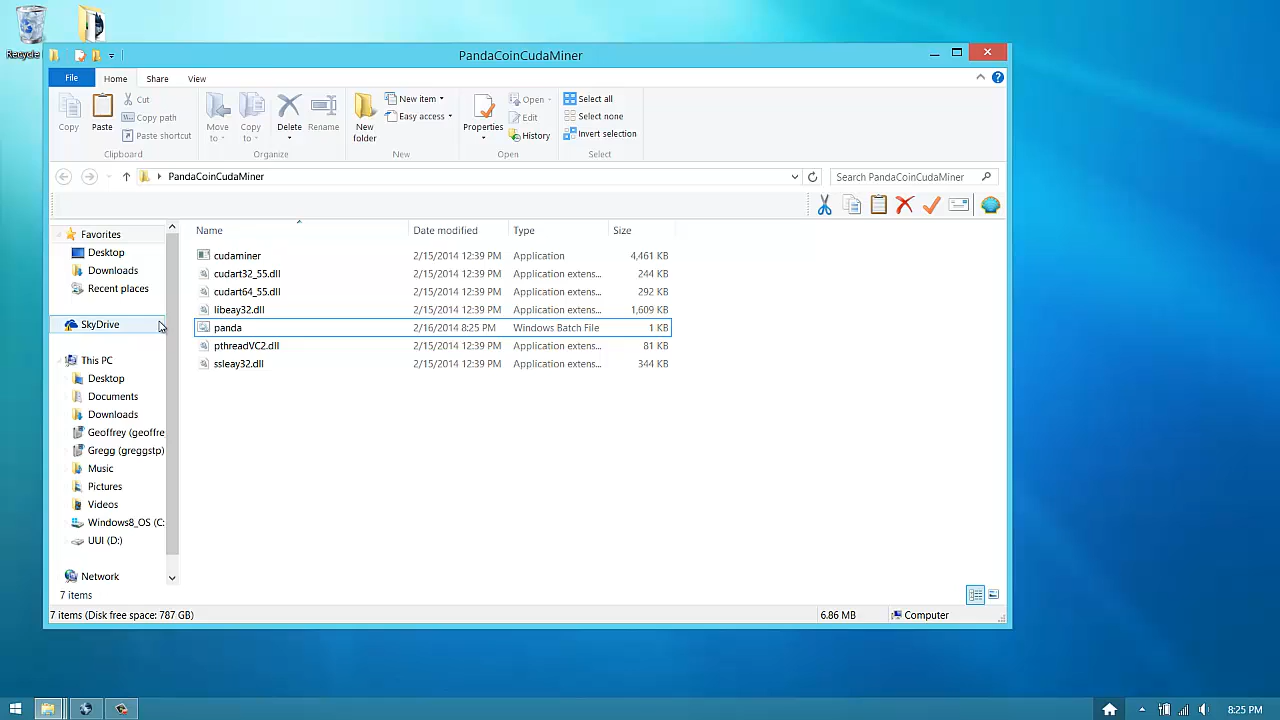 Recycle
PandaCoinCudaMiner
File Home Share View
Copy
Paste
Cut
Copy path
Paste shortcut
Clipboard
Move to
Copy to
Delete
Rename
Organize
New folder
New item
Easy access
New
Properties
Open
Edit
History
Open
Select all
Select none
Invert selection
Select
PandaCoinCudaMiner
Search PandaCoinCudaMiner
Favorites
Desktop
Downloads
Recent places
SkyDrive
This PC
Desktop
Documents
Downloads
Geoffrey (geoffre
Gregg (greggstp)
Music
Pictures
Videos
Windows8_OS (C:
UUI (D:)
Network
Name Date modified Type Size
cudaminer 2/15/2014 12:39 PM Application 4,461 KB
cudart32_55.dll 2/15/2014 12:39 PM Application extens... 244 KB
cudart64_55.dll 2/15/2014 12:39 PM Application extens... 292 KB
libeay32.dll 2/15/2014 12:39 PM Application extens... 1,609 KB
panda 2/16/2014 8:25 PM Windows Batch File 1 KB
pthreadVC2.dll 2/15/2014 12:39 PM Application extens... 81 KB
ssleay32.dll 2/15/2014 12:39 PM Application extens... 344 KB
7 items
7 items (Disk free space: 787 GB) 6.86 MB Computer
8:25 PM